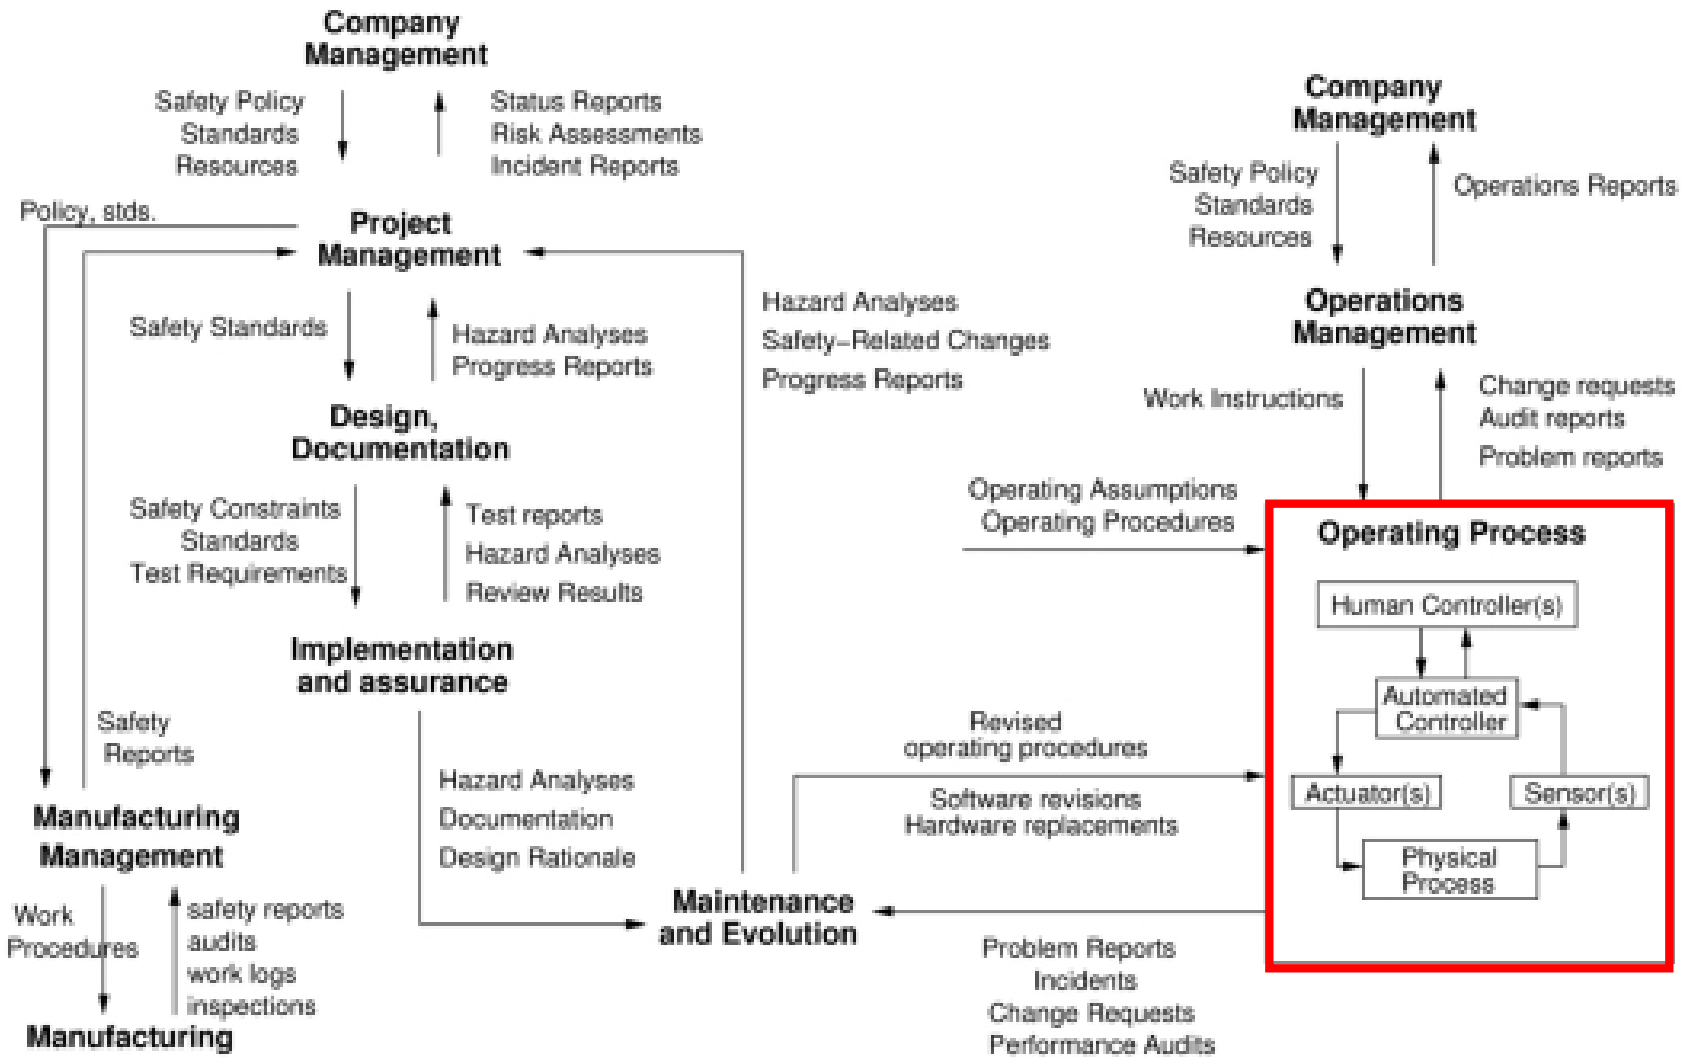 Company
Management
Safety Policy
Standards
Resources
Status Reports
Risk Assessments
Incident Reports
Policy, stds.
Project
Management
Safety Standards
Hazard Analyses
Progress Reports
Hazard Analyses
Safety-Related Changes
Progress Reports
Design,
Documentation
Safety Constraints
Standards
Test Requirements
Test reports
Hazard Analyses
Review Results
Implementation
and assurance
Safety
Reports
Hazard Analyses
Documentation
Design Rationale
Manufacturing
Management
Work
Procedures
safety reports
audits
work logs
inspections
Manufacturing
Maintenance
and Evolution
Company
Management
Safety Policy
Standards
Resources
Operations Reports
Operations
Management
Work Instructions
Change requests
Audit reports
Problem reports
Operating Assumptions
Operating Procedures
Operating Process
Human Controller(s)
Automated
Controller
Actuator(s)
Sensor(s)
Physical
Process
Revised
operating procedures
Software revisions
Hardware replacements
Problem Reports
Incidents
Change Requests
Performance Audits